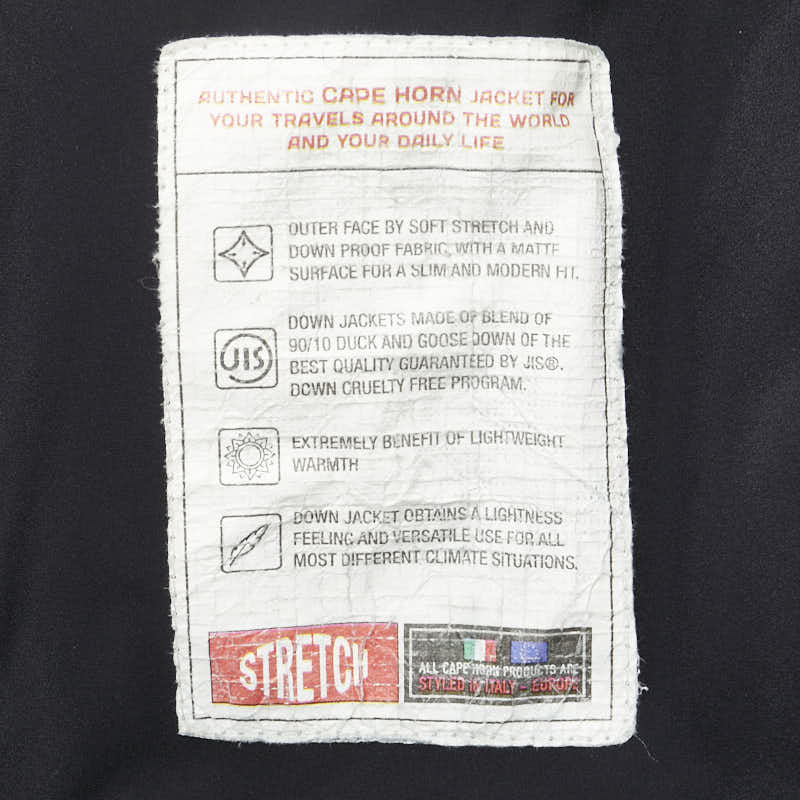 AUTHENTIC CAPE HORN JACKET FOR
YOUR TRAVELS AROUND THE WORLD
AND YOUR DAILY LIFE
OUTER FACE BY SOFT STRETCH AND
DOWN PROOF FABRIC, WITH A MATTE
SURFACE FOR A SLIM AND MODERN FIT.
JIS
DOWN JACKETS MADE OF BLEND OF
90/10 DUCK AND GOOSE DOWN OF THE
BEST QUALITY GUARANTEED BY JIS®.
DOWN CRUELTY FREE PROGRAM.
EXTREMELY BENEFIT OF LIGHTWEIGHT
WARMTH
DOWN JACKET OBTAINS A LIGHTNESS
FEELING AND VERSATILE USE FOR ALL
MOST DIFFERENT CLIMATE SITUATIONS.
STRETCH
ALL CAPE HORN PRODUCTS ARE
STYLED IN ITALY - EUROPE